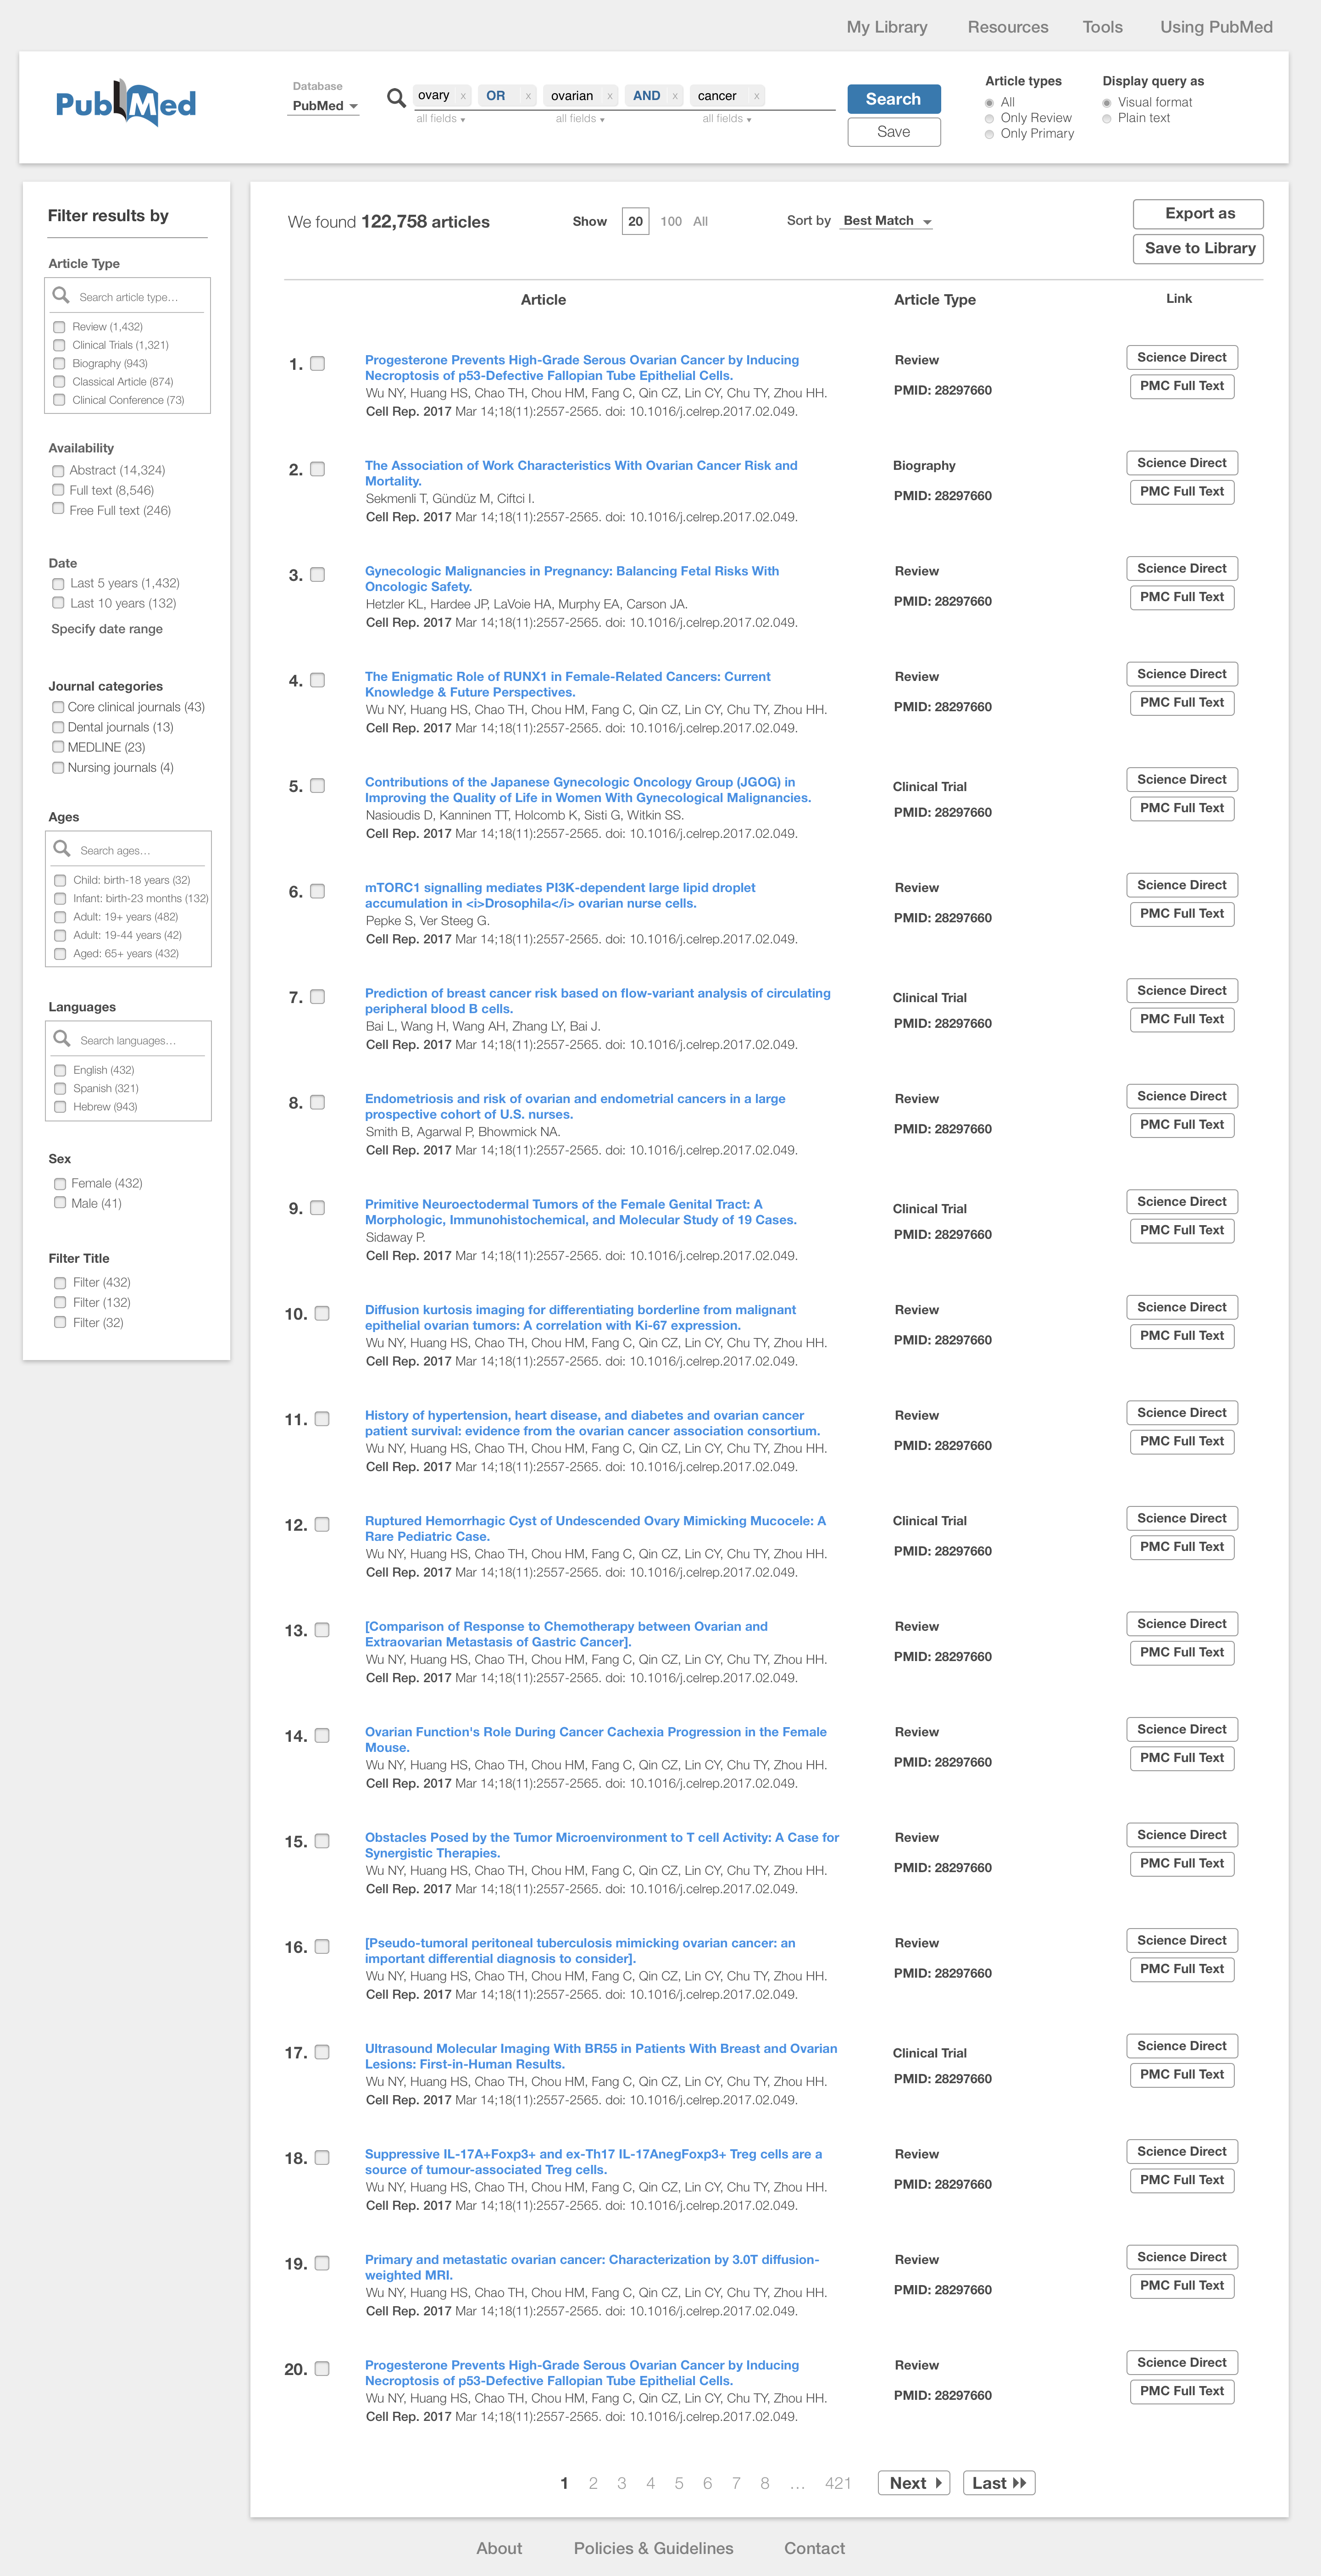 My Library Resources Tools Using PubMed
PubMed
Database
PubMed
ovary x OR x ovarian x AND x cancer x
all fields all fields all fields
Search
Save
Article types
All
Only Review
Only Primary
Display query as
Visual format
Plain text
Filter results by
Article Type
Search article type...
Review (1,432)
Clinical Trials (1,321)
Biography (943)
Classical Article (874)
Clinical Conference (73)
Availability
Abstract (14,324)
Full text (8,546)
Free Full text (246)
Date
Last 5 years (1,432)
Last 10 years (132)
Specify date range
Journal categories
Core clinical journals (43)
Dental journals (13)
MEDLINE (23)
Nursing journals (4)
Ages
Search ages...
Child: birth-18 years (32)
Infant: birth-23 months (132)
Adult: 19+ years (482)
Adult: 19-44 years (42)
Aged: 65+ years (432)
Languages
Search languages...
English (432)
Spanish (321)
Hebrew (943)
Sex
Female (432)
Male (41)
Filter Title
Filter (432)
Filter (132)
Filter (32)
We found 122,758 articles Show 20 100 All Sort by Best Match
Export as
Save to Library
Article Article Type Link
1. Progesterone Prevents High-Grade Serous Ovarian Cancer by Inducing
Necroptosis of p53-Defective Fallopian Tube Epithelial Cells.
Wu NY, Huang HS, Chao TH, Chou HM, Fang C, Qin CZ, Lin CY, Chu TY, Zhou HH.
Cell Rep. 2017 Mar 14;18(11):2557-2565. doi: 10.1016/j.celrep.2017.02.049.
Review
PMID: 28297660
Science Direct
PMC Full Text
2. The Association of Work Characteristics With Ovarian Cancer Risk and
Mortality.
Sekmenli T, Gündüz M, Ciftci I.
Cell Rep. 2017 Mar 14;18(11):2557-2565. doi: 10.1016/j.celrep.2017.02.049.
Biography
PMID: 28297660
Science Direct
PMC Full Text
3. Gynecologic Malignancies in Pregnancy: Balancing Fetal Risks With
Oncologic Safety.
Hetzler KL, Hardee JP, LaVoie HA, Murphy EA, Carson JA.
Cell Rep. 2017 Mar 14;18(11):2557-2565. doi: 10.1016/j.celrep.2017.02.049.
Review
PMID: 28297660
Science Direct
PMC Full Text
4. The Enigmatic Role of RUNX1 in Female-Related Cancers: Current
Knowledge & Future Perspectives.
Wu NY, Huang HS, Chao TH, Chou HM, Fang C, Qin CZ, Lin CY, Chu TY, Zhou HH.
Cell Rep. 2017 Mar 14;18(11):2557-2565. doi: 10.1016/j.celrep.2017.02.049.
Review
PMID: 28297660
Science Direct
PMC Full Text
5. Contributions of the Japanese Gynecologic Oncology Group (JGOG) in
Improving the Quality of Life in Women With Gynecological Malignancies.
Nasioudis D, Kanninen TT, Holcomb K, Sisti G, Witkin SS.
Cell Rep. 2017 Mar 14;18(11):2557-2565. doi: 10.1016/j.celrep.2017.02.049.
Clinical Trial
PMID: 28297660
Science Direct
PMC Full Text
6. mTORC1 signalling mediates PI3K-dependent large lipid droplet
accumulation in <i>Drosophila</i> ovarian nurse cells.
Pepke S, Ver Steeg G.
Cell Rep. 2017 Mar 14;18(11):2557-2565. doi: 10.1016/j.celrep.2017.02.049.
Review
PMID: 28297660
Science Direct
PMC Full Text
7. Prediction of breast cancer risk based on flow-variant analysis of circulating
peripheral blood B cells.
Bai L, Wang H, Wang AH, Zhang LY, Bai J.
Cell Rep. 2017 Mar 14;18(11):2557-2565. doi: 10.1016/j.celrep.2017.02.049.
Clinical Trial
PMID: 28297660
Science Direct
PMC Full Text
8. Endometriosis and risk of ovarian and endometrial cancers in a large
prospective cohort of U.S. nurses.
Smith B, Agarwal P, Bhowmick NA.
Cell Rep. 2017 Mar 14;18(11):2557-2565. doi: 10.1016/j.celrep.2017.02.049.
Review
PMID: 28297660
Science Direct
PMC Full Text
9. Primitive Neuroectodermal Tumors of the Female Genital Tract: A
Morphologic, Immunohistochemical, and Molecular Study of 19 Cases.
Sidaway P.
Cell Rep. 2017 Mar 14;18(11):2557-2565. doi: 10.1016/j.celrep.2017.02.049.
Clinical Trial
PMID: 28297660
Science Direct
PMC Full Text
10. Diffusion kurtosis imaging for differentiating borderline from malignant
epithelial ovarian tumors: A correlation with Ki-67 expression.
Wu NY, Huang HS, Chao TH, Chou HM, Fang C, Qin CZ, Lin CY, Chu TY, Zhou HH.
Cell Rep. 2017 Mar 14;18(11):2557-2565. doi: 10.1016/j.celrep.2017.02.049.
Review
PMID: 28297660
Science Direct
PMC Full Text
11. History of hypertension, heart disease, and diabetes and ovarian cancer
patient survival: evidence from the ovarian cancer association consortium.
Wu NY, Huang HS, Chao TH, Chou HM, Fang C, Qin CZ, Lin CY, Chu TY, Zhou HH.
Cell Rep. 2017 Mar 14;18(11):2557-2565. doi: 10.1016/j.celrep.2017.02.049.
Review
PMID: 28297660
Science Direct
PMC Full Text
12. Ruptured Hemorrhagic Cyst of Undescended Ovary Mimicking Mucocele: A
Rare Pediatric Case.
Wu NY, Huang HS, Chao TH, Chou HM, Fang C, Qin CZ, Lin CY, Chu TY, Zhou HH.
Cell Rep. 2017 Mar 14;18(11):2557-2565. doi: 10.1016/j.celrep.2017.02.049.
Clinical Trial
PMID: 28297660
Science Direct
PMC Full Text
13. [Comparison of Response to Chemotherapy between Ovarian and
Extraovarian Metastasis of Gastric Cancer].
Wu NY, Huang HS, Chao TH, Chou HM, Fang C, Qin CZ, Lin CY, Chu TY, Zhou HH.
Cell Rep. 2017 Mar 14;18(11):2557-2565. doi: 10.1016/j.celrep.2017.02.049.
Review
PMID: 28297660
Science Direct
PMC Full Text
14. Ovarian Function's Role During Cancer Cachexia Progression in the Female
Mouse.
Wu NY, Huang HS, Chao TH, Chou HM, Fang C, Qin CZ, Lin CY, Chu TY, Zhou HH.
Cell Rep. 2017 Mar 14;18(11):2557-2565. doi: 10.1016/j.celrep.2017.02.049.
Review
PMID: 28297660
Science Direct
PMC Full Text
15. Obstacles Posed by the Tumor Microenvironment to T cell Activity: A Case for
Synergistic Therapies.
Wu NY, Huang HS, Chao TH, Chou HM, Fang C, Qin CZ, Lin CY, Chu TY, Zhou HH.
Cell Rep. 2017 Mar 14;18(11):2557-2565. doi: 10.1016/j.celrep.2017.02.049.
Review
PMID: 28297660
Science Direct
PMC Full Text
16. [Pseudo-tumoral peritoneal tuberculosis mimicking ovarian cancer: an
important differential diagnosis to consider].
Wu NY, Huang HS, Chao TH, Chou HM, Fang C, Qin CZ, Lin CY, Chu TY, Zhou HH.
Cell Rep. 2017 Mar 14;18(11):2557-2565. doi: 10.1016/j.celrep.2017.02.049.
Review
PMID: 28297660
Science Direct
PMC Full Text
17. Ultrasound Molecular Imaging With BR55 in Patients With Breast and Ovarian
Lesions: First-in-Human Results.
Wu NY, Huang HS, Chao TH, Chou HM, Fang C, Qin CZ, Lin CY, Chu TY, Zhou HH.
Cell Rep. 2017 Mar 14;18(11):2557-2565. doi: 10.1016/j.celrep.2017.02.049.
Clinical Trial
PMID: 28297660
Science Direct
PMC Full Text
18. Suppressive IL-17A+Foxp3+ and ex-Th17 IL-17AnegFoxp3+ Treg cells are a
source of tumour-associated Treg cells.
Wu NY, Huang HS, Chao TH, Chou HM, Fang C, Qin CZ, Lin CY, Chu TY, Zhou HH.
Cell Rep. 2017 Mar 14;18(11):2557-2565. doi: 10.1016/j.celrep.2017.02.049.
Review
PMID: 28297660
Science Direct
PMC Full Text
19. Primary and metastatic ovarian cancer: Characterization by 3.0T diffusion-
weighted MRI.
Wu NY, Huang HS, Chao TH, Chou HM, Fang C, Qin CZ, Lin CY, Chu TY, Zhou HH.
Cell Rep. 2017 Mar 14;18(11):2557-2565. doi: 10.1016/j.celrep.2017.02.049.
Review
PMID: 28297660
Science Direct
PMC Full Text
20. Progesterone Prevents High-Grade Serous Ovarian Cancer by Inducing
Necroptosis of p53-Defective Fallopian Tube Epithelial Cells.
Wu NY, Huang HS, Chao TH, Chou HM, Fang C, Qin CZ, Lin CY, Chu TY, Zhou HH.
Cell Rep. 2017 Mar 14;18(11):2557-2565. doi: 10.1016/j.celrep.2017.02.049.
Review
PMID: 28297660
Science Direct
PMC Full Text
1 2 3 4 5 6 7 8 ... 421 Next Last
About Policies & Guidelines Contact